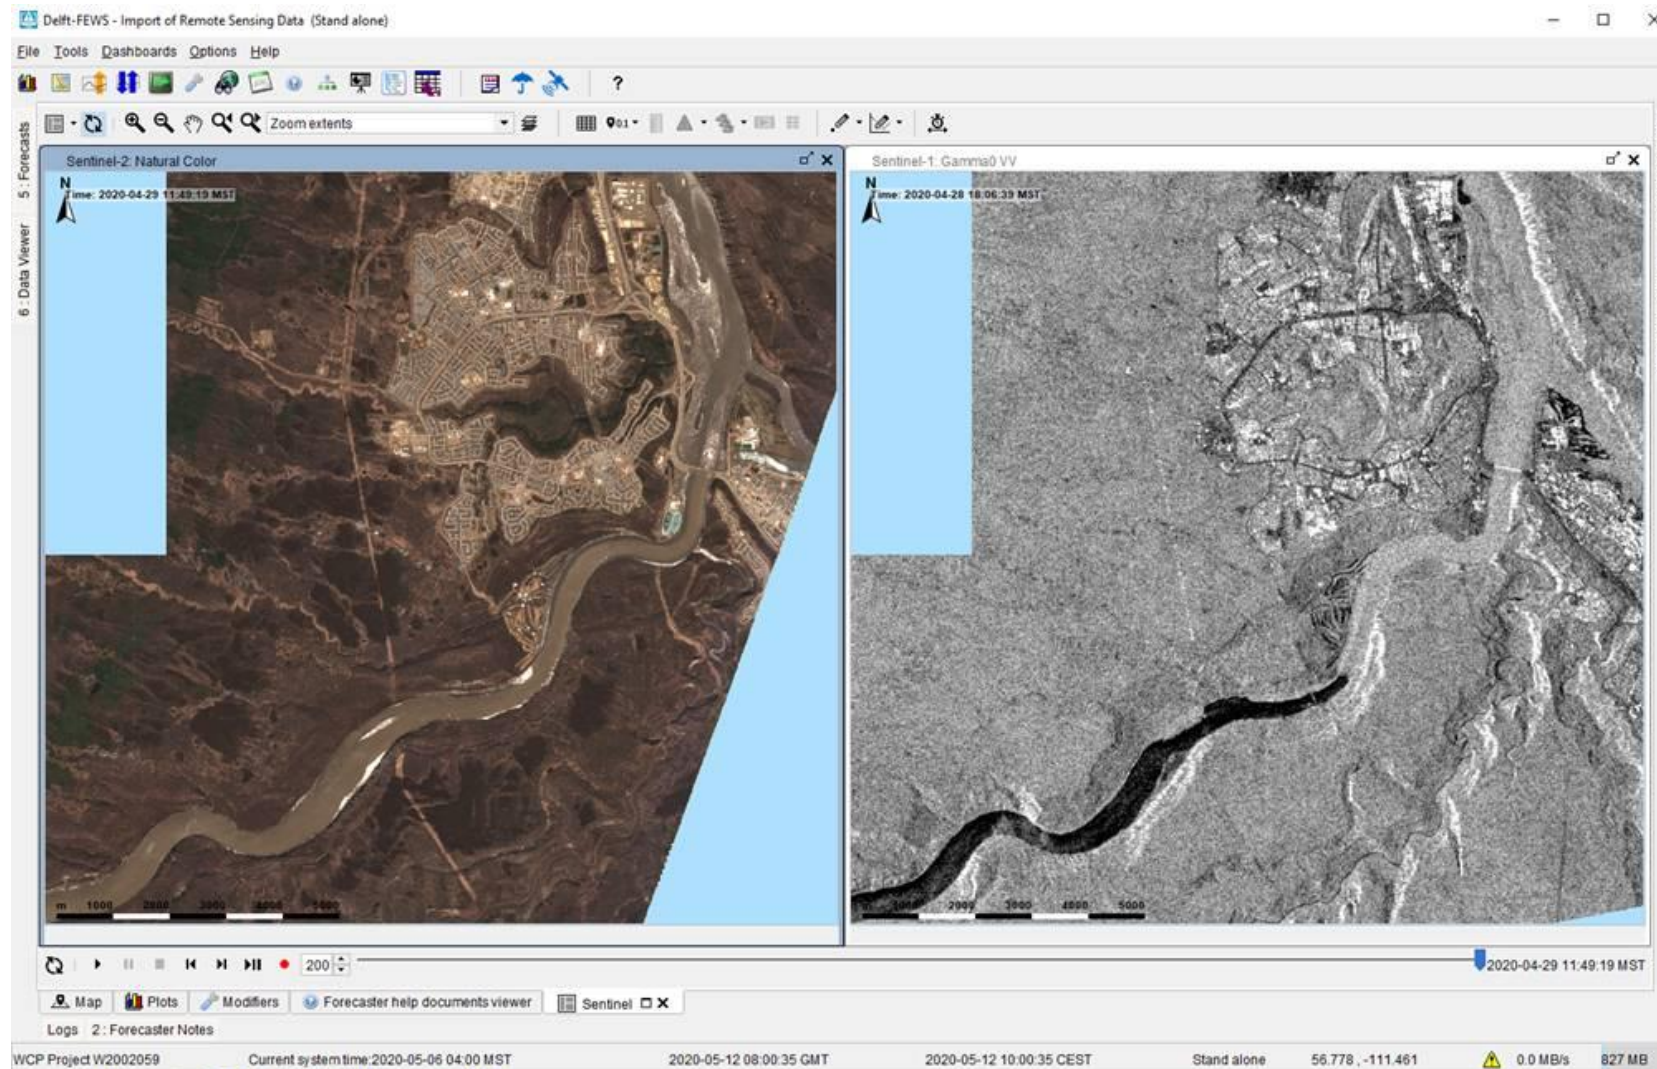 Delft-FEWS - Import of Remote Sensing Data (Stand alone)
File Tools Dashboards Options Help
?
Zoom extents
0.1
5 : Forecasts
6 : Data Viewer
Sentinel-2: Natural Color
N
Time: 2020-04-29 11:49:19 MST
m 1000 2000 3000 4000 5000
Sentinel-1: Gamma0 VV
N
Time: 2020-04-28 18:06:39 MST
m 1000 2000 3000 4000 5000
200
2020-04-29 11:49:19 MST
Map Plots Modifiers Forecaster help documents viewer Sentinel
Logs 2 : Forecaster Notes
WCP Project W2002059 Current system time:2020-05-06 04:00 MST 2020-05-12 08:00:35 GMT 2020-05-12 10:00:35 CEST Stand alone 56.778 , -111.461 0.0 MB/s 827 MB